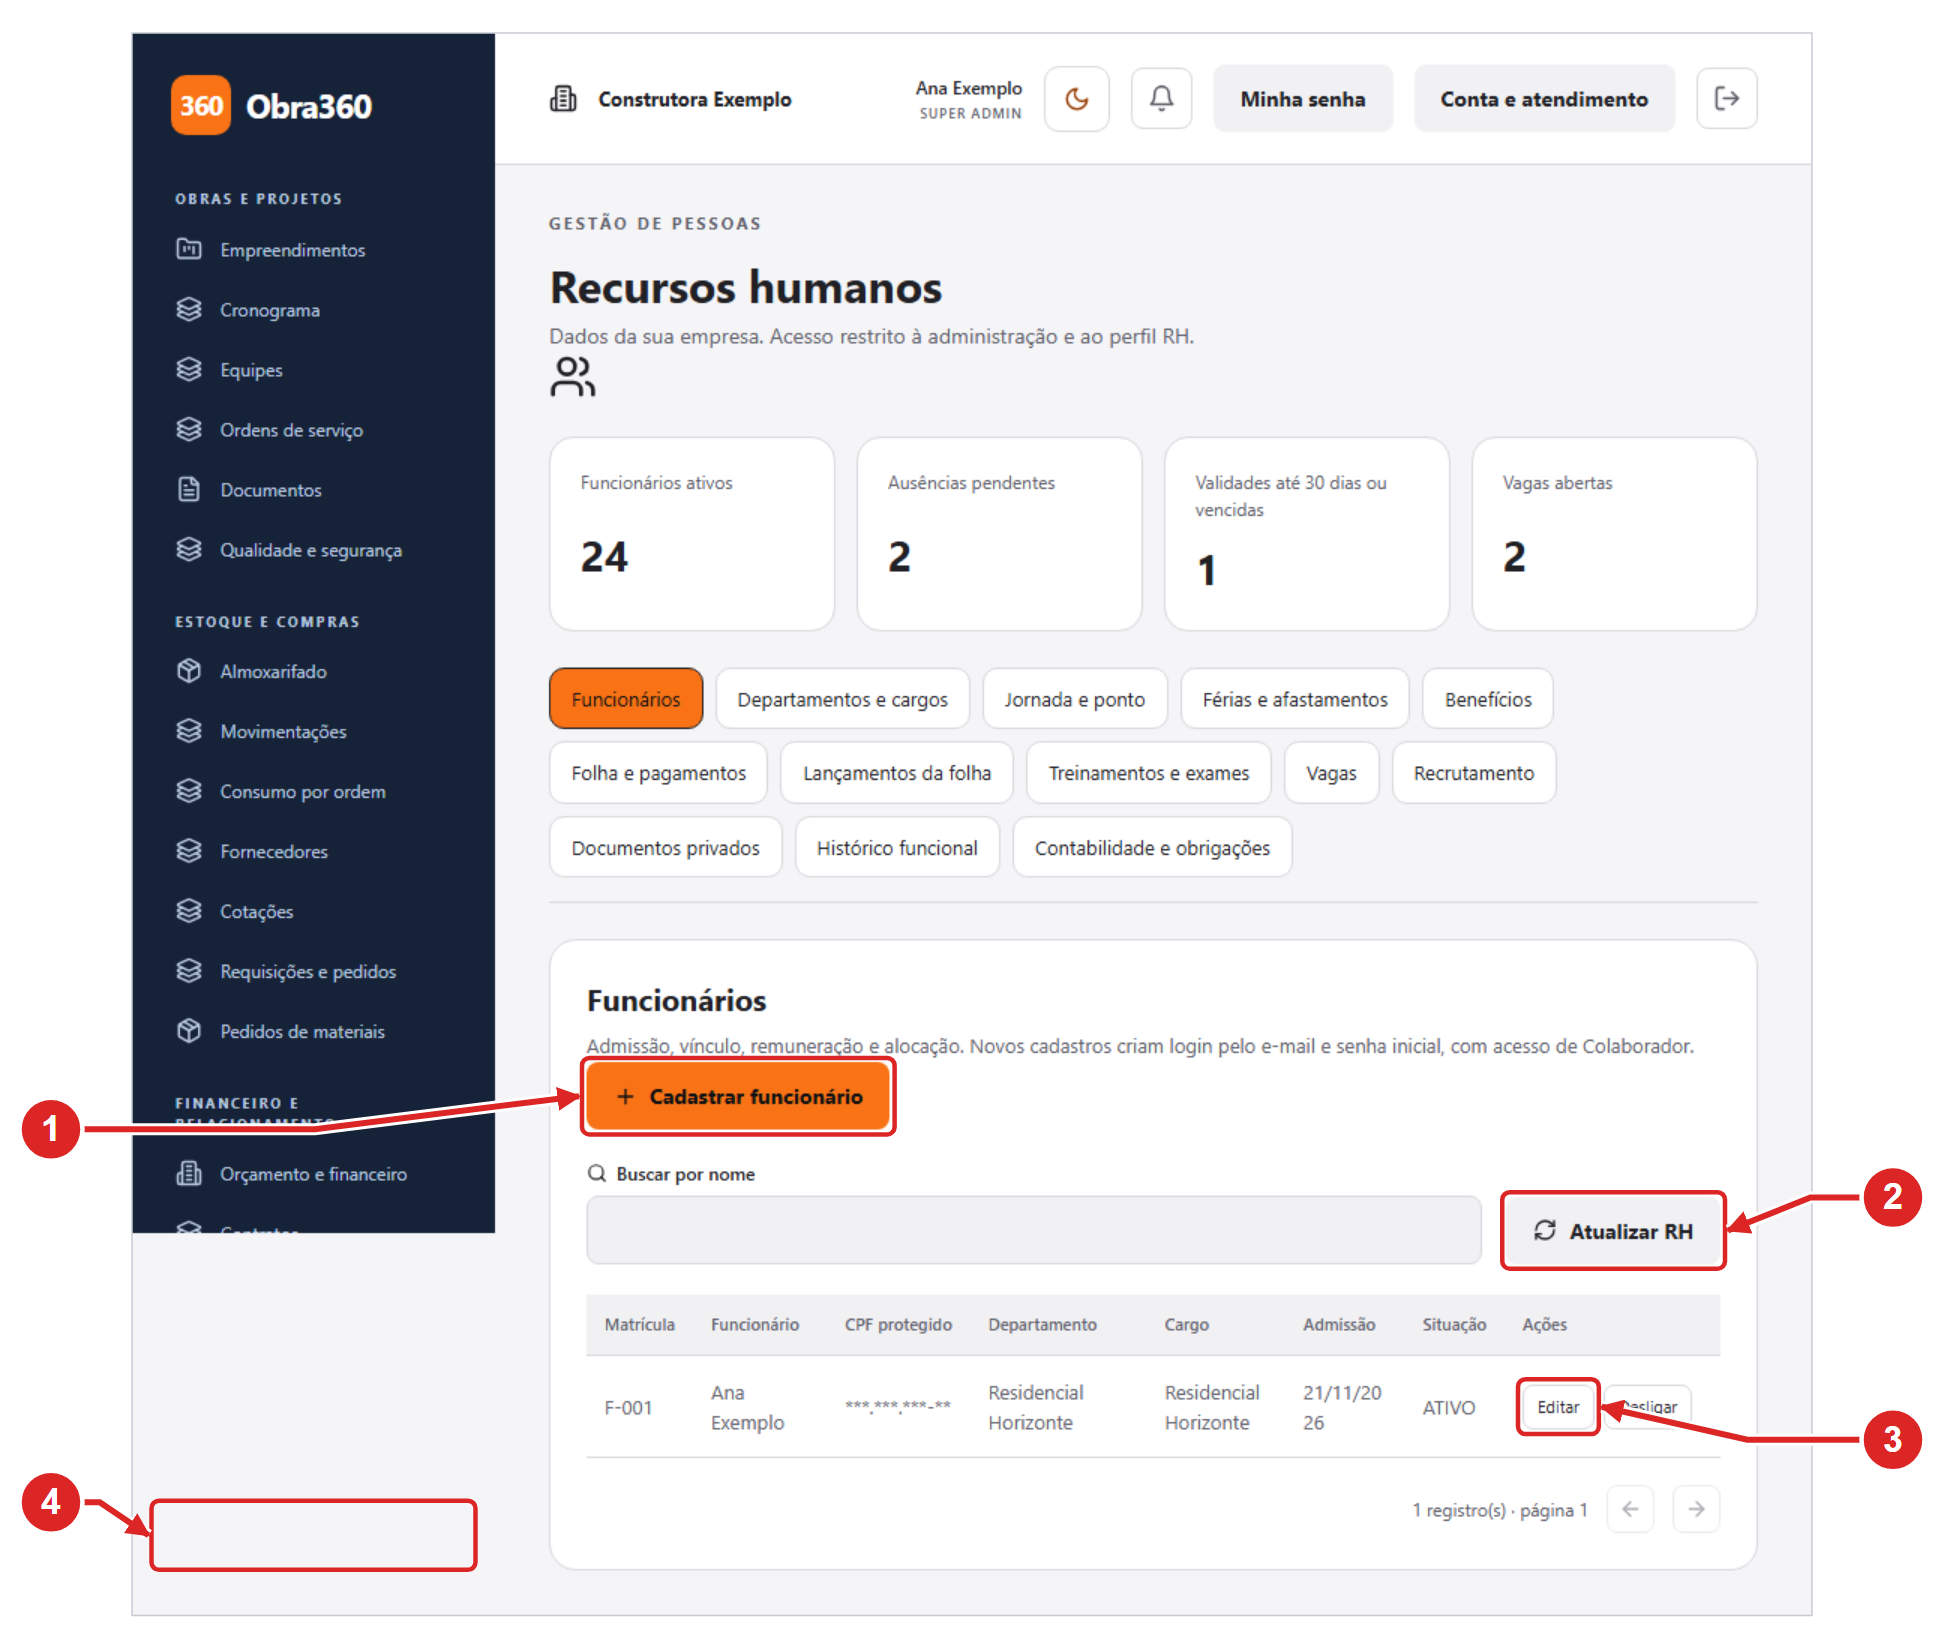 360 Obra360
OBRAS E PROJETOS
Empreendimentos
Cronograma
Equipes
Ordens de serviço
Documentos
Qualidade e segurança
ESTOQUE E COMPRAS
Almoxarifado
Movimentações
Consumo por ordem
Fornecedores
Cotações
Requisições e pedidos
Pedidos de materiais
FINANCEIRO E
RELACIONAMENTO
Orçamento e financeiro
Contratos
Construtora Exemplo
Ana Exemplo
SUPER ADMIN
Minha senha
Conta e atendimento
GESTÃO DE PESSOAS
Recursos humanos
Dados da sua empresa. Acesso restrito à administração e ao perfil RH.
Funcionários ativos
24
Ausências pendentes
2
Validades até 30 dias ou
vencidas
1
Vagas abertas
2
Funcionários
Departamentos e cargos
Jornada e ponto
Férias e afastamentos
Benefícios
Folha e pagamentos
Lançamentos da folha
Treinamentos e exames
Vagas
Recrutamento
Documentos privados
Histórico funcional
Contabilidade e obrigações
Funcionários
Admissão, vínculo, remuneração e alocação. Novos cadastros criam login pelo e-mail e senha inicial, com acesso de Colaborador.
+ Cadastrar funcionário
Buscar por nome
Atualizar RH
Matrícula Funcionário CPF protegido Departamento Cargo Admissão Situação Ações
F-001
Ana
Exemplo
***.***.***-**
Residencial
Horizonte
Residencial
Horizonte
21/11/20
26
ATIVO
Editar
Desligar
1 registro(s) · página 1
1
2
3
4